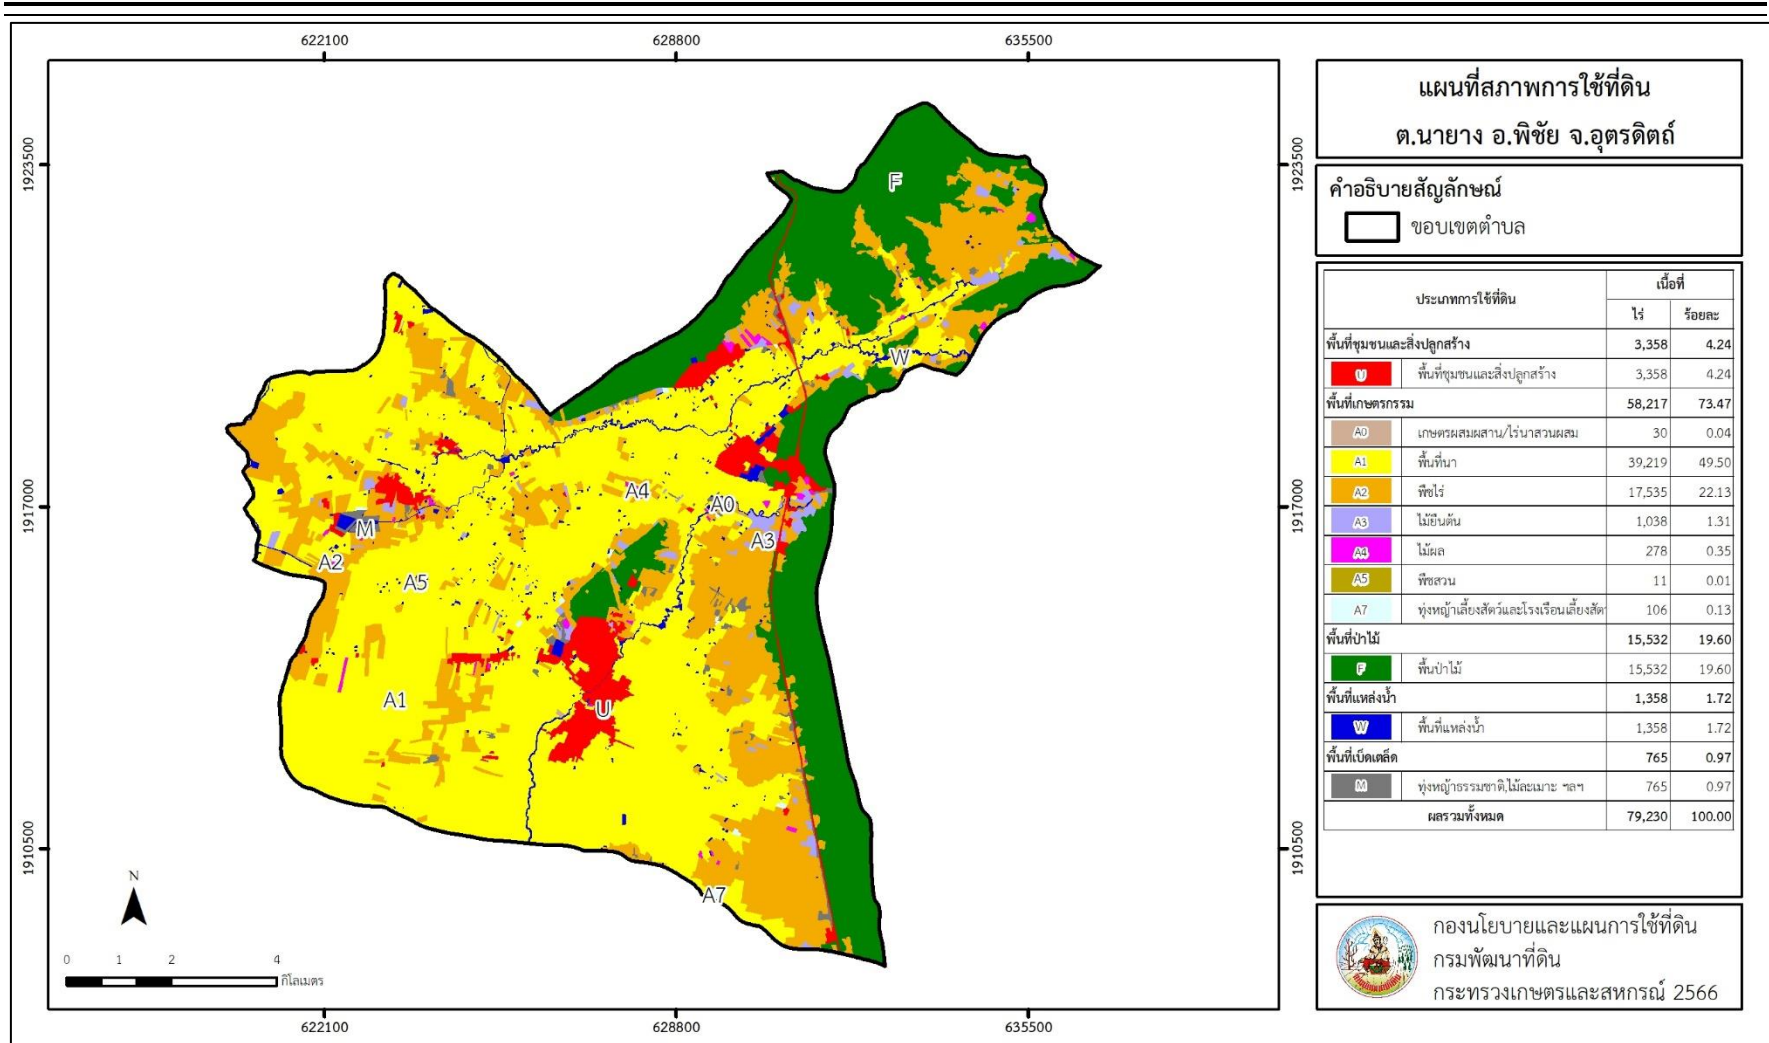 622100 628800 635500
1923500 1923500
1917000 1917000
1910500 1910500
622100 628800 635500
F
W
A4
A0
A3
M
A2
A5
A1
U
A7
N
0 1 2 4
กิโลเมตร
แผนที่สภาพการใช้ที่ดิน
ต.นายาง อ.พิชัย จ.อุตรดิตถ์
คำอธิบายสัญลักษณ์
ขอบเขตตำบล
ประเภทการใช้ที่ดิน เนื้อที่
ไร่ ร้อยละ
พื้นที่ชุมชนและสิ่งปลูกสร้าง 3,358 4.24
U พื้นที่ชุมชนและสิ่งปลูกสร้าง 3,358 4.24
พื้นที่เกษตรกรรม 58,217 73.47
A0 เกษตรผสมผสาน/ไร่นาสวนผสม 30 0.04
A1 พื้นที่นา 39,219 49.50
A2 พืชไร่ 17,535 22.13
A3 ไม้ยืนต้น 1,038 1.31
A4 ไม้ผล 278 0.35
A5 พืชสวน 11 0.01
A7 ทุ่งหญ้าเลี้ยงสัตว์และโรงเรือนเลี้ยงสัตว 106 0.13
พื้นที่ป่าไม้ 15,532 19.60
F พื้นป่าไม้ 15,532 19.60
พื้นที่แหล่งน้ำ 1,358 1.72
W พื้นที่แหล่งน้ำ 1,358 1.72
พื้นที่เบ็ดเตล็ด 765 0.97
M ทุ่งหญ้าธรรมชาติ,ไม้ละเมาะ ฯลฯ 765 0.97
ผลรวมทั้งหมด 79,230 100.00
กองนโยบายและแผนการใช้ที่ดิน
กรมพัฒนาที่ดิน
กระทรวงเกษตรและสหกรณ์ 2566